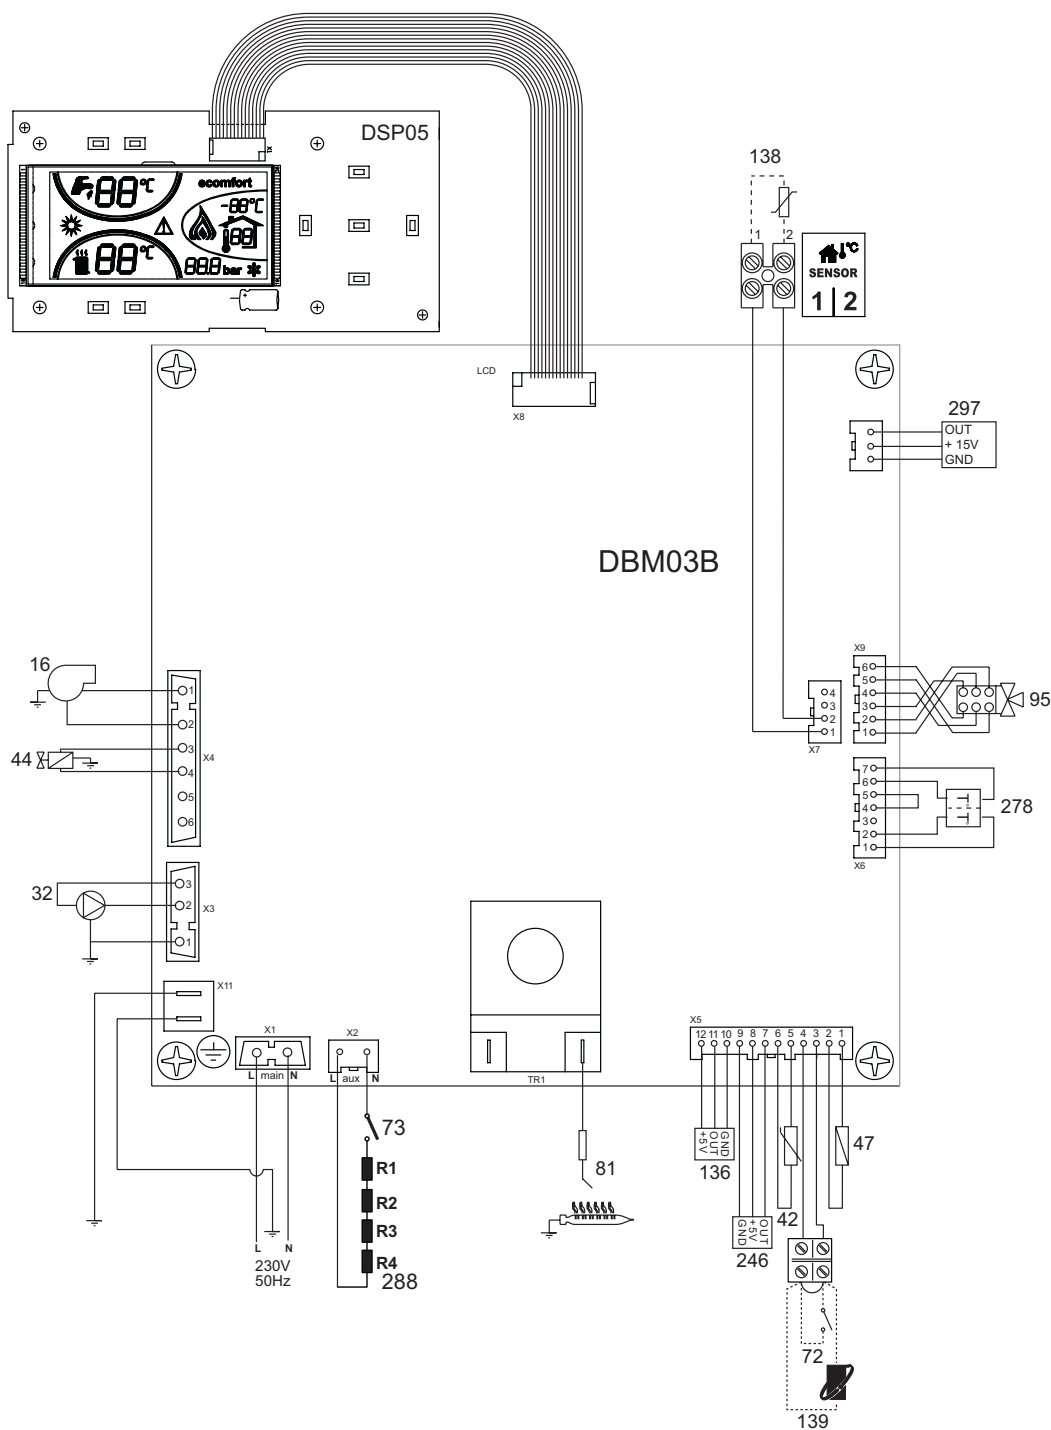 DSP05
X1
88°C
ecomfort
-88°C
88
88°C
88.8 bar
138
1 2
°C
SENSOR
1 | 2
LCD
X8
297
OUT
+ 15V
GND
DBM03B
16
1
2
3
4
5
6
X4
44
X9
6
5
4
3
2
1
95
4
3
2
1
X7
7
6
5
4
3
2
1
X6
278
32
3
2
1
X3
X11
X1
L main N
X2
L aux N
TR1
X5
12 11 10 9 8 7 6 5 4 3 2 1
73
R1
R2
R3
R4
288
L N
230V
50Hz
81
+5V
OUT
GND
136
GND
+5V
OUT
246
42
47
72
139